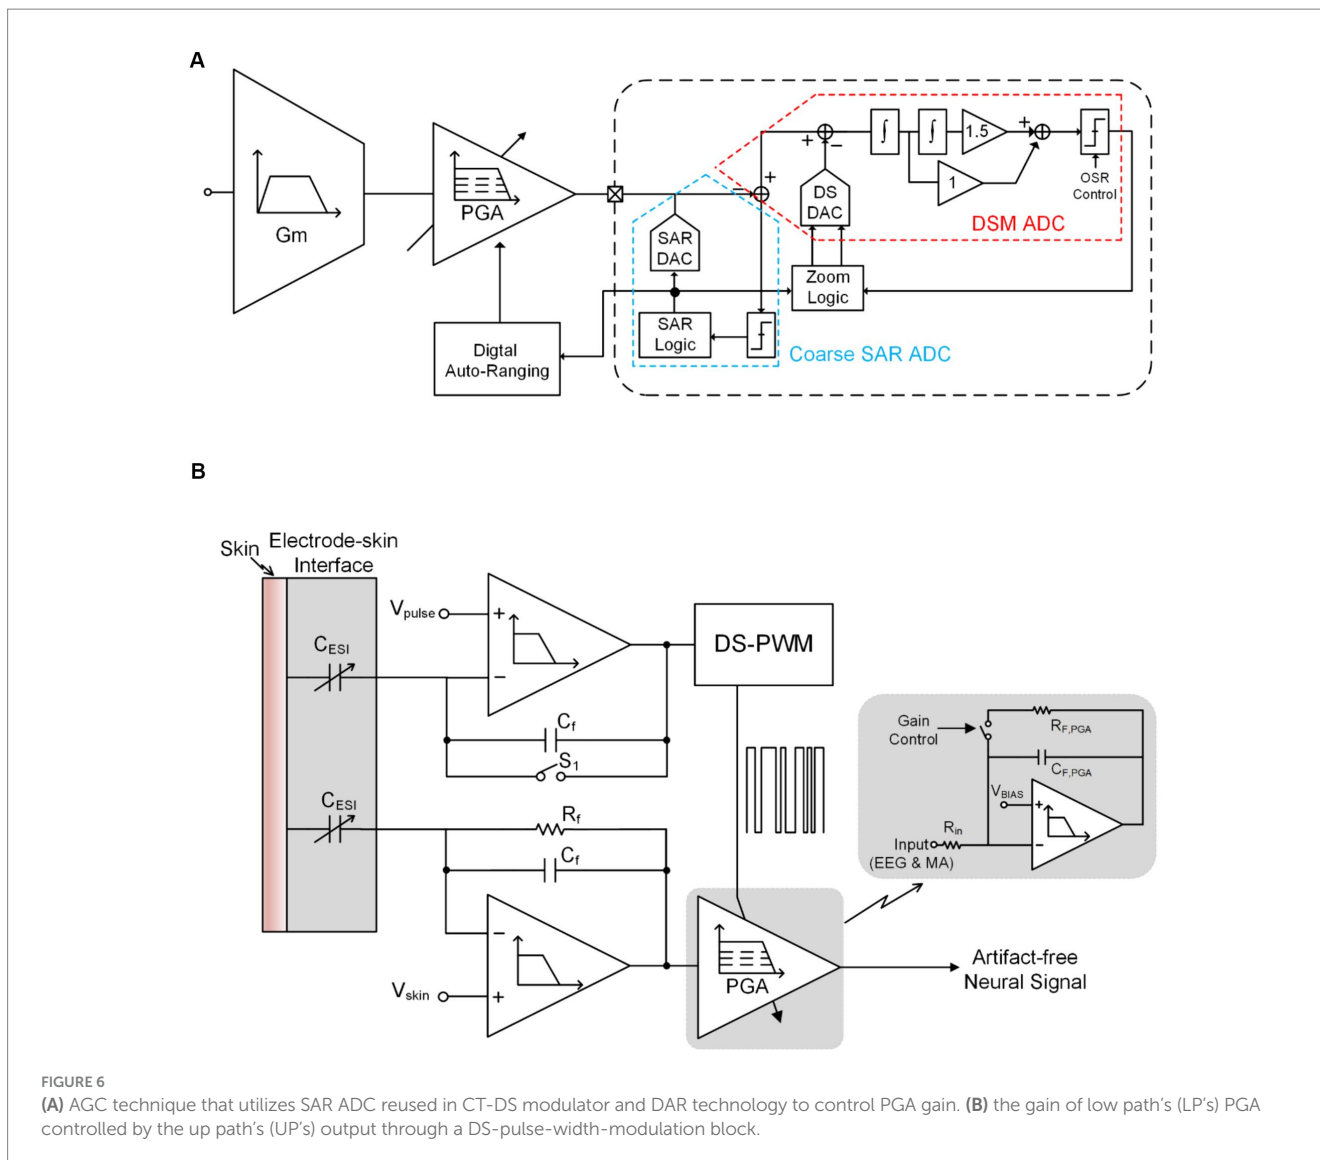 A
Gm
PGA
Digtal
Auto-Ranging
SAR
DAC
SAR
Logic
Coarse SAR ADC
+
−
+
−
DS
DAC
Zoom
Logic
∫
∫
1.5
1
+
OSR
Control
DSM ADC
B
Skin
Electrode-skin
Interface
CESI
CESI
Vpulse
+
−
Cf
S1
Rf
Cf
−
+
Vskin
DS-PWM
PGA
Artifact-free
Neural Signal
Gain
Control
RF,PGA
CF,PGA
VBIAS
+
−
Rin
Input
(EEG & MA)
FIGURE 6
(A) AGC technique that utilizes SAR ADC reused in CT-DS modulator and DAR technology to control PGA gain. (B) the gain of low path's (LP's) PGA
controlled by the up path's (UP's) output through a DS-pulse-width-modulation block.